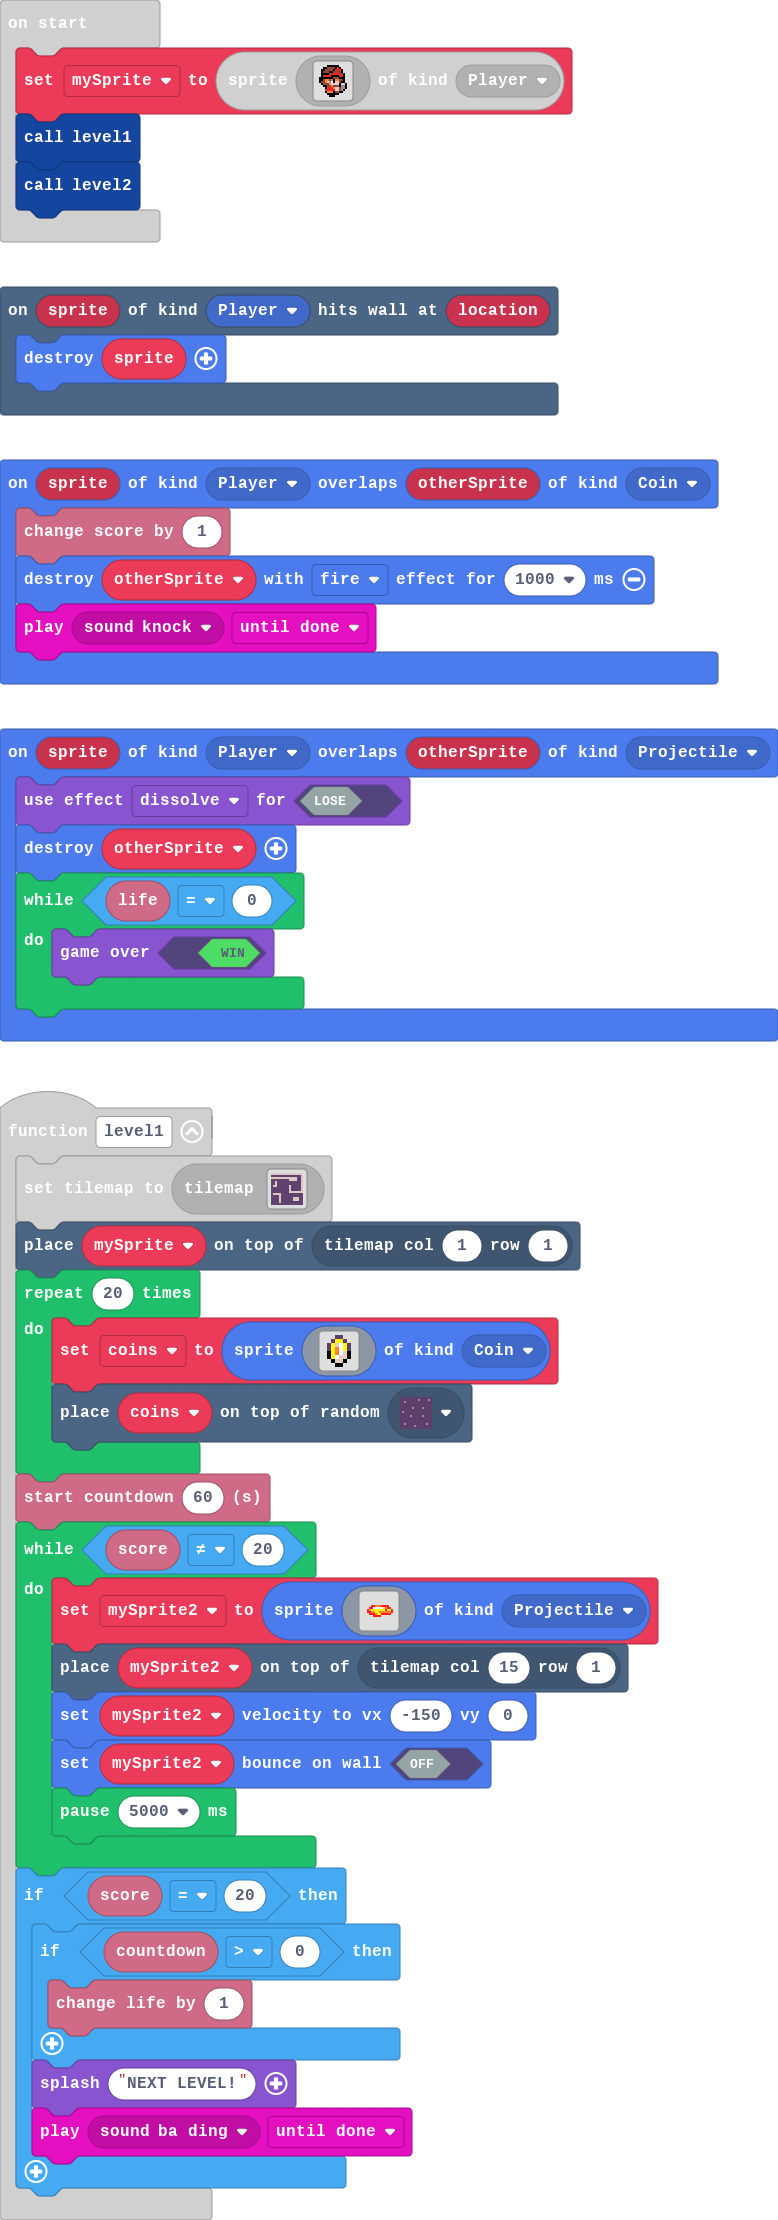 on start
set mySprite to sprite of kind Player
call level1
call level2
on sprite of kind Player hits wall at location
destroy sprite
on sprite of kind Player overlaps otherSprite of kind Coin
change score by 1
destroy otherSprite with fire effect for 1000 ms
play sound knock until done
on sprite of kind Player overlaps otherSprite of kind Projectile
use effect dissolve for LOSE
destroy otherSprite
while life = 0
do game over WIN
function level1
set tilemap to tilemap
place mySprite on top of tilemap col 1 row 1
repeat 20 times
do
set coins to sprite of kind Coin
place coins on top of random
start countdown 60 (s)
while score ≠ 20
do
set mySprite2 to sprite of kind Projectile
place mySprite2 on top of tilemap col 15 row 1
set mySprite2 velocity to vx -150 vy 0
set mySprite2 bounce on wall OFF
pause 5000 ms
if score = 20 then
if countdown > 0 then
change life by 1
splash "NEXT LEVEL!"
play sound ba ding until done